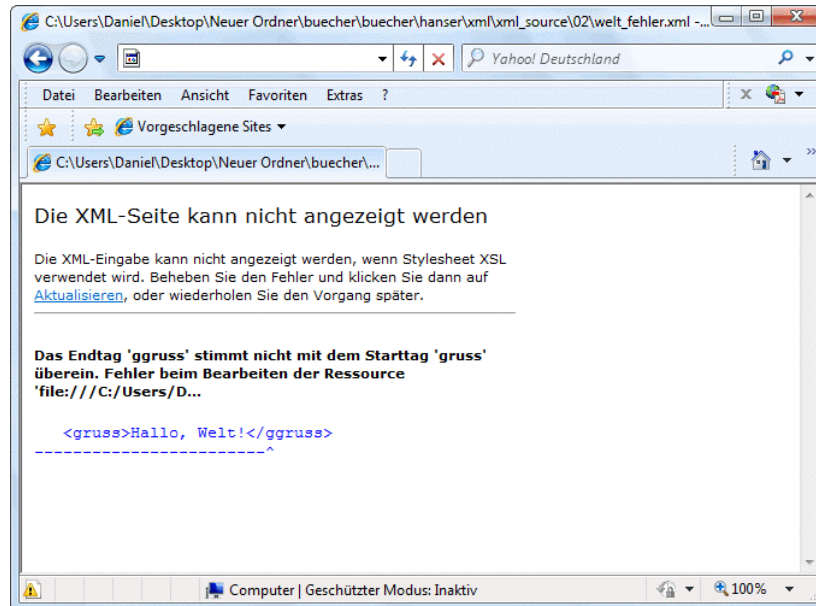 C:\Users\Daniel\Desktop\Neuer Ordner\buecher\buecher\hanser\xml\xml_source\02\welt_fehler.xml -...
Yahoo! Deutschland
Datei Bearbeiten Ansicht Favoriten Extras ?
Vorgeschlagene Sites
C:\Users\Daniel\Desktop\Neuer Ordner\buecher\...
Die XML-Seite kann nicht angezeigt werden
Die XML-Eingabe kann nicht angezeigt werden, wenn Stylesheet XSL
verwendet wird. Beheben Sie den Fehler und klicken Sie dann auf
Aktualisieren, oder wiederholen Sie den Vorgang später.
Das Endtag 'ggruss' stimmt nicht mit dem Starttag 'gruss'
überein. Fehler beim Bearbeiten der Ressource
'file:///C:/Users/D...
<gruss>Hallo, Welt!</ggruss>
------------------------^
Computer | Geschützter Modus: Inaktiv
100%